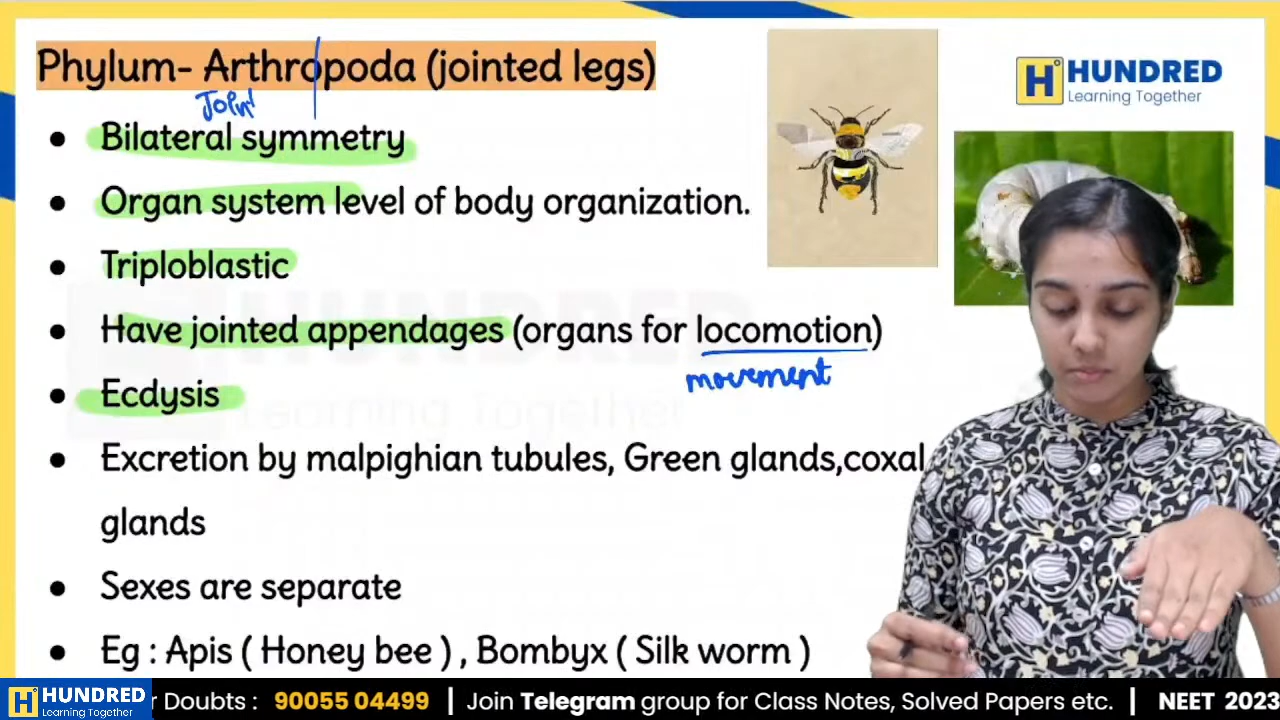 Phylum- Arthropoda (jointed legs)
Joint
HUNDRED
Learning Together
● Bilateral symmetry
● Organ system level of body organization.
● Triploblastic
● Have jointed appendages (organs for locomotion)
movement
● Ecdysis
● Excretion by malpighian tubules, Green glands,coxal
glands
● Sexes are separate
● Eg : Apis ( Honey bee ) , Bombyx ( Silk worm )
HUNDRED
Learning Together
HUNDRED
Learning Together
r Doubts : 90055 04499 | Join Telegram group for Class Notes, Solved Papers etc. | NEET 2023